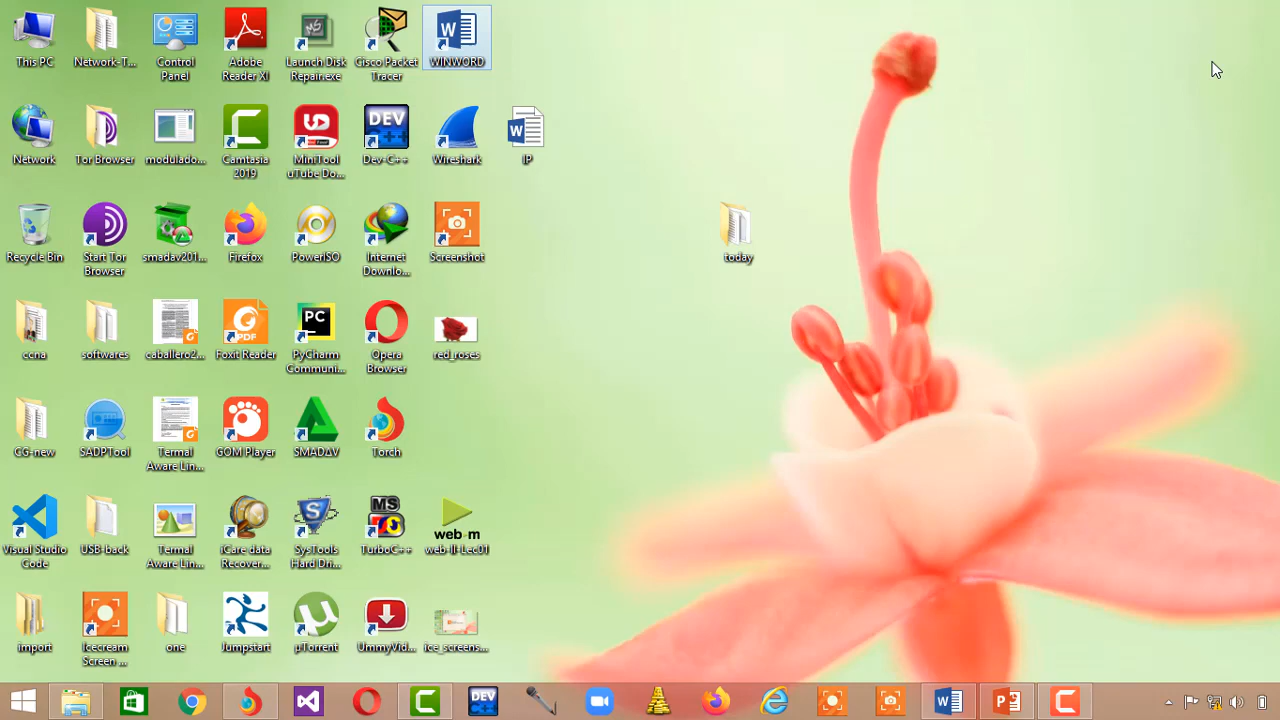 This PC
Network-T...
Control
Panel
Adobe
Reader XI
Launch Disk
Repair.exe
Cisco Packet
Tracer
WINWORD
Network
Tor Browser
modulado...
Camtasia
2019
MiniTool
uTube Do...
Dev-C++
Wireshark
IP
Recycle Bin
Start Tor
Browser
smadav201...
Firefox
PowerISO
Internet
Downlo...
Screenshot
today
ccna
softwares
caballero2...
Foxit Reader
PyCharm
Communi...
Opera
Browser
red_roses
CG-new
SADPTool
Termal
Aware Lin...
GOM Player
SMADΔV
Torch
Visual Studio
Code
USB-back
Termal
Aware Lin...
iCare data
Recover...
SysTools
Hard Dri...
TurboC++
web-m
web-II-Lec01
import
Icecream
Screen ...
one
Jumpstart
µTorrent
UmmyVid...
ice_screens...
DEV